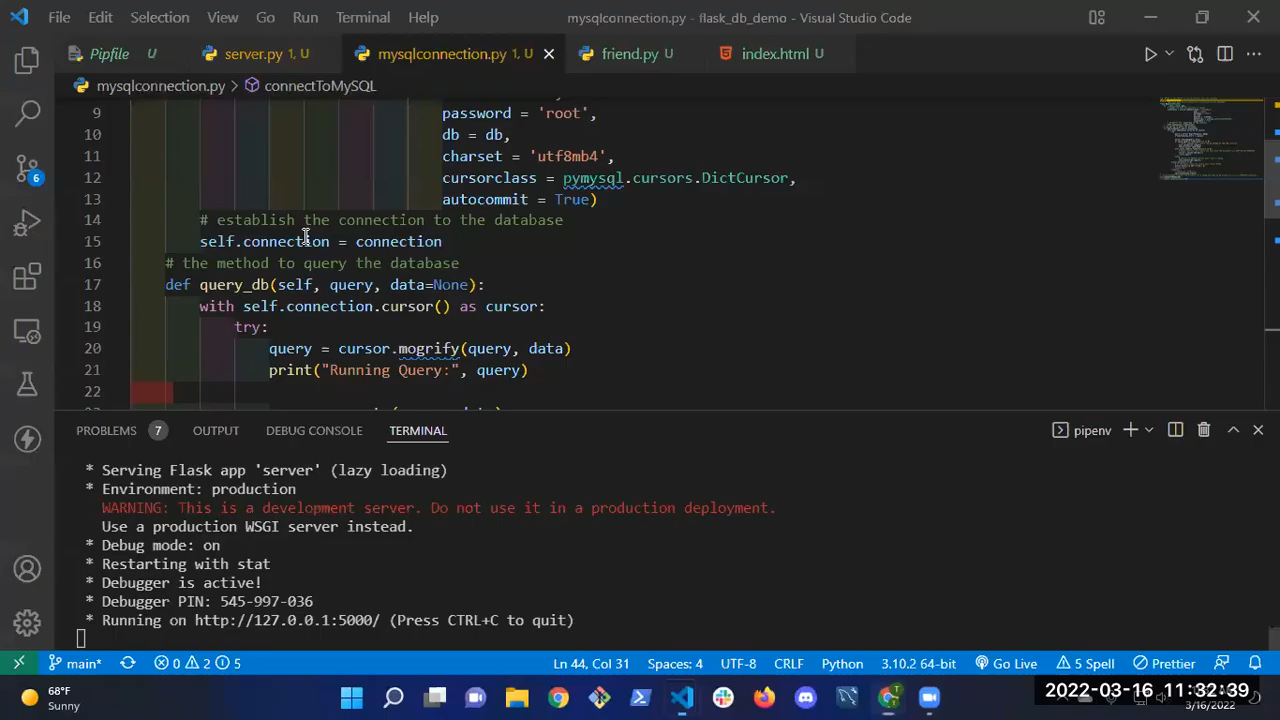 File Edit Selection View Go Run Terminal Help mysqlconnection.py - flask_db_demo - Visual Studio Code
Pipfile U server.py 1, U mysqlconnection.py 1, U friend.py U index.html U
mysqlconnection.py > connectToMySQL
9 password = 'root',
10 db = db,
11 charset = 'utf8mb4',
12 cursorclass = pymysql.cursors.DictCursor,
13 autocommit = True)
14 # establish the connection to the database
15 self.connection = connection
16 # the method to query the database
17 def query_db(self, query, data=None):
18 with self.connection.cursor() as cursor:
19 try:
20 query = cursor.mogrify(query, data)
21 print("Running Query:", query)
22
PROBLEMS 7 OUTPUT DEBUG CONSOLE TERMINAL pipenv
* Serving Flask app 'server' (lazy loading)
* Environment: production
WARNING: This is a development server. Do not use it in a production deployment.
Use a production WSGI server instead.
* Debug mode: on
* Restarting with stat
* Debugger is active!
* Debugger PIN: 545-997-036
* Running on http://127.0.0.1:5000/ (Press CTRL+C to quit)
6
main* 0 2 5 Ln 44, Col 31 Spaces: 4 UTF-8 CRLF Python 3.10.2 64-bit Go Live 5 Spell Prettier
68°F
Sunny
2022-03-16 11:32:39
3/16/2022